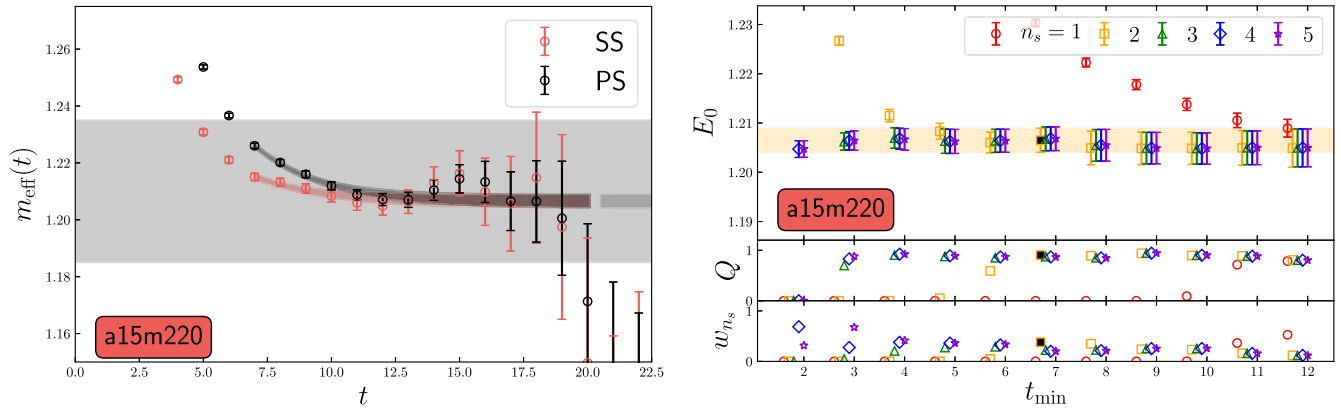 SS
PS
1.26
1.24
1.22
1.20
1.18
1.16
m_eff(t)
a15m220
0.0 2.5 5.0 7.5 10.0 12.5 15.0 17.5 20.0 22.5
t
n_s = 1 2 3 4 5
1.23
1.22
1.21
1.20
1.19
E_0
a15m220
1
0
Q
1
0
w_{n_s}
2 3 4 5 6 7 8 9 10 11 12
t_min